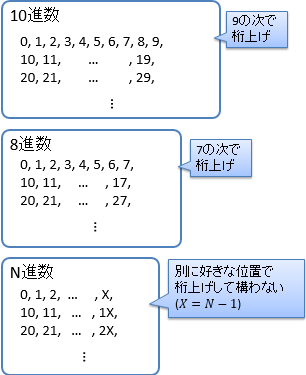 10進数
0, 1, 2, 3, 4, 5, 6, 7, 8, 9,
10, 11, … , 19,
20, 21, … , 29,
⋮
9の次で
桁上げ
8進数
0, 1, 2, 3, 4, 5, 6, 7,
10, 11, … , 17,
20, 21, … , 27,
⋮
7の次で
桁上げ
N進数
0, 1, 2, … , X,
10, 11, … , 1X,
20, 21, … , 2X,
⋮
別に好きな位置で
桁上げして構わない
(X = N − 1)